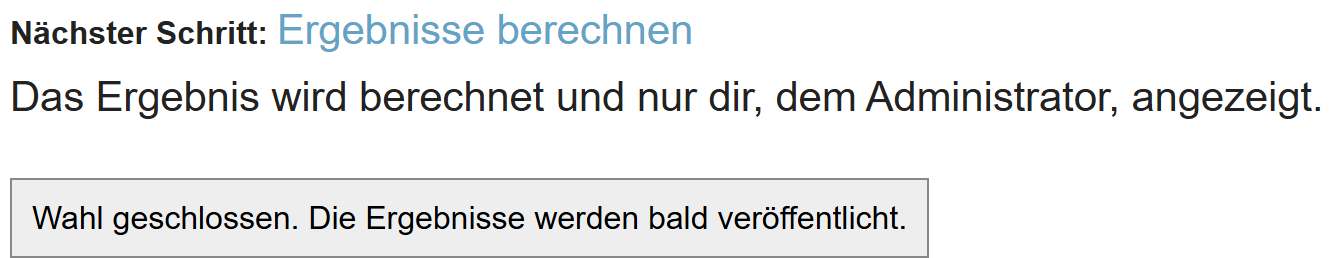 Nächster Schritt: Ergebnisse berechnen
Das Ergebnis wird berechnet und nur dir, dem Administrator, angezeigt.
Wahl geschlossen. Die Ergebnisse werden bald veröffentlicht.